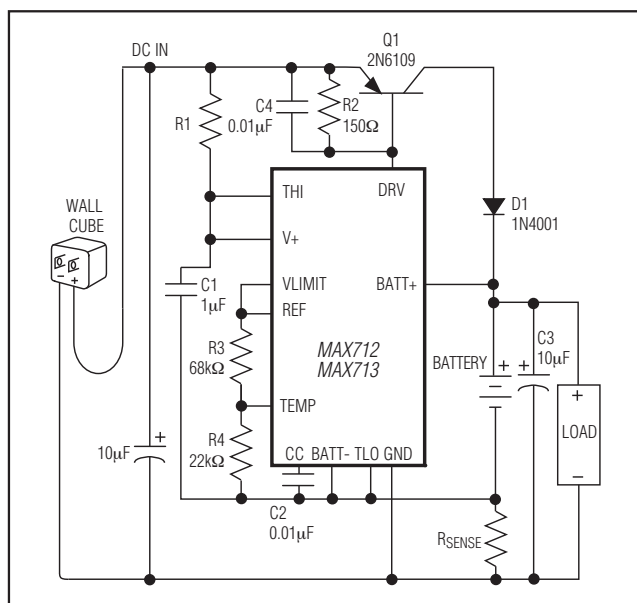 Q1
2N6109
DC IN
C4
0.01µF
R2
150Ω
R1
THI
DRV
WALL
CUBE
V+
D1
1N4001
C1
1µF
VLIMIT
REF
BATT+
R3
68kΩ
MAX712
MAX713
BATTERY
C3
10µF
TEMP
LOAD
10µF
R4
22kΩ
CC BATT- TLO GND
C2
0.01µF
RSENSE